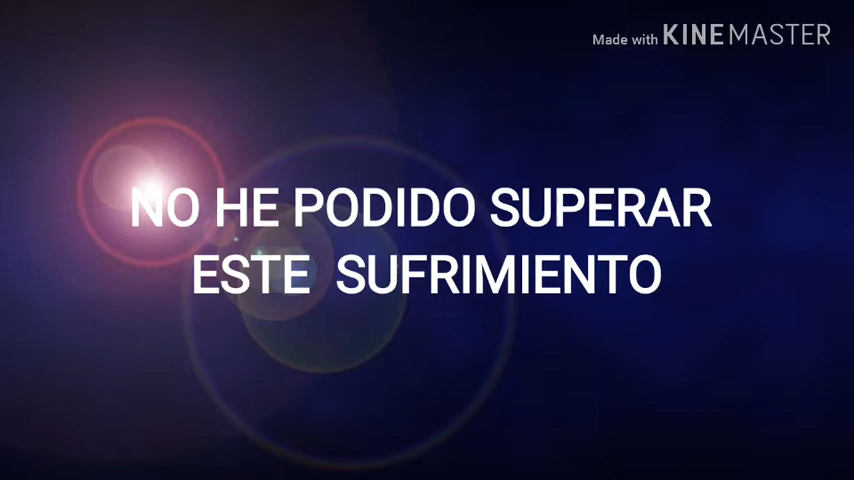 Made with KINEMASTER
NO HE PODIDO SUPERAR
ESTE SUFRIMIENTO